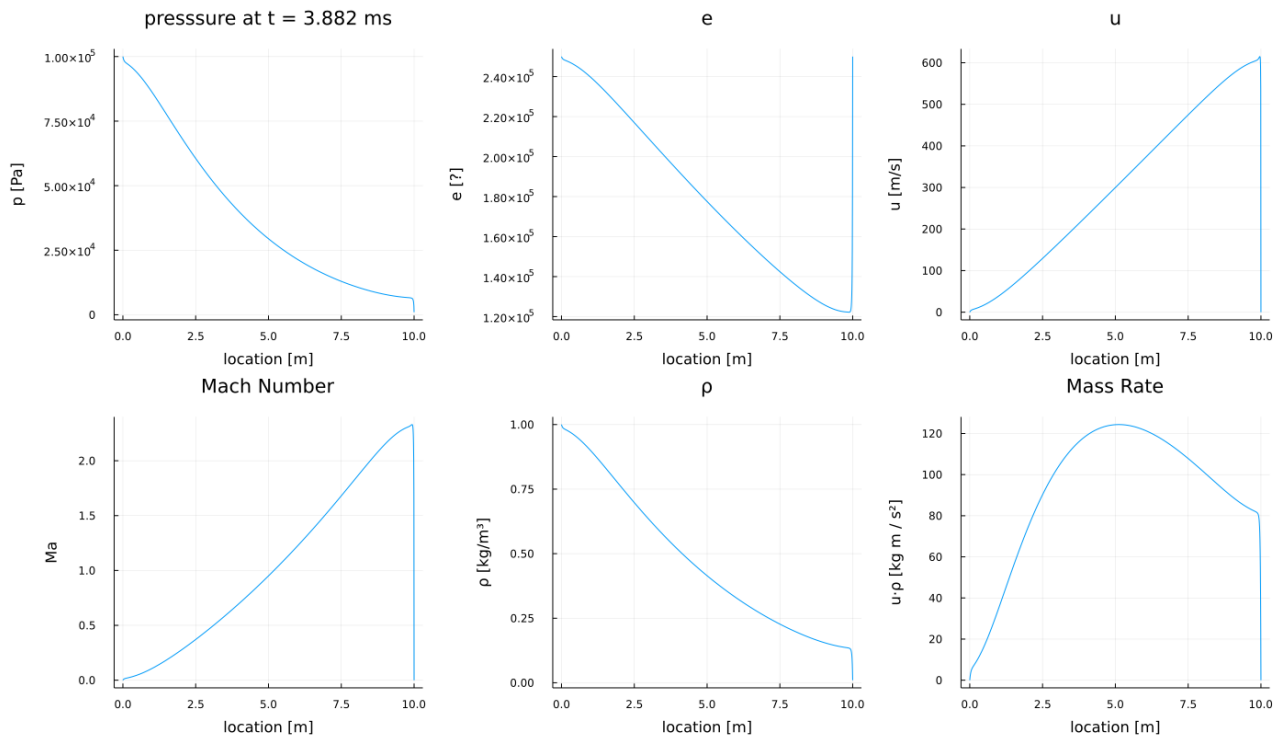 presssure at t = 3.882 ms
p [Pa]
1.00×10⁵
7.50×10⁴
5.00×10⁴
2.50×10⁴
0
0.0 2.5 5.0 7.5 10.0
location [m]
e
e [?]
2.40×10⁵
2.20×10⁵
2.00×10⁵
1.80×10⁵
1.60×10⁵
1.40×10⁵
1.20×10⁵
0.0 2.5 5.0 7.5 10.0
location [m]
u
u [m/s]
600
500
400
300
200
100
0
0.0 2.5 5.0 7.5 10.0
location [m]
Mach Number
Ma
2.0
1.5
1.0
0.5
0.0
0.0 2.5 5.0 7.5 10.0
location [m]
ρ
ρ [kg/m³]
1.00
0.75
0.50
0.25
0.00
0.0 2.5 5.0 7.5 10.0
location [m]
Mass Rate
u·ρ [kg m / s²]
120
100
80
60
40
20
0
0.0 2.5 5.0 7.5 10.0
location [m]